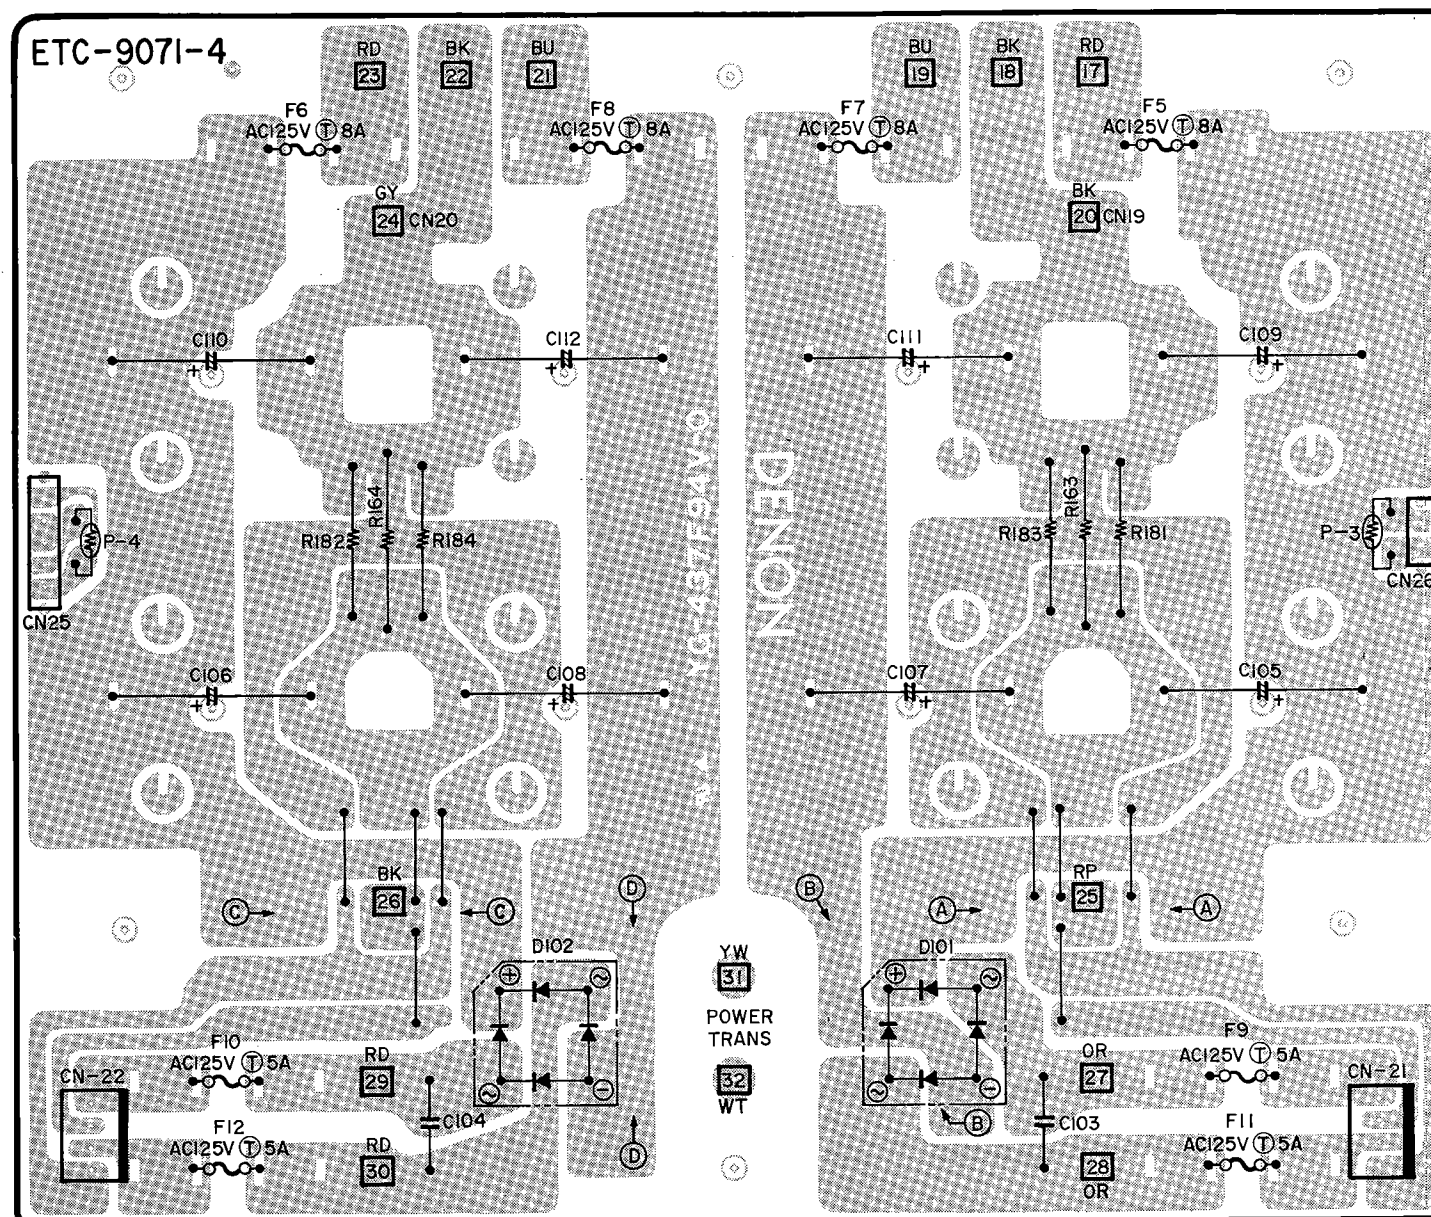 ETC-9071-4
RD
23
BK
22
BU
21
BU
19
BK
18
RD
17
F6
AC125V Ⓣ 8A
F8
AC125V Ⓣ 8A
F7
AC125V Ⓣ 8A
F5
AC125V Ⓣ 8A
GY
24 CN20
BK
20 CN19
C110
+
C112
+
C111
+
C109
+
DENON
R182
R164
R184
R183
R163
R181
P-4
CN25
P-3
CN26
C106
+
C108
+
C107
+
C105
+
BK
26
Ⓒ
Ⓒ
Ⓓ
Ⓑ
Ⓐ
RP
25
Ⓐ
D102
+
~
~
−
YW
31
POWER
TRANS
32
WT
D101
+
~
~
−
Ⓑ
Ⓓ
F10
AC125V Ⓣ 5A
RD
29
CN-22
C104
F12
AC125V Ⓣ 5A
RD
30
OR
27
F9
AC125V Ⓣ 5A
CN-21
C103
F11
AC125V Ⓣ 5A
28
OR